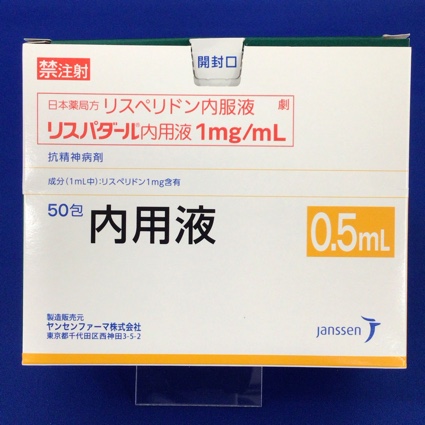 開封口
禁注射
日本薬局方 リスペリドン内服液 劇
リスパダール®内用液1mg/mL
抗精神病剤
成分(1mL中):リスペリドン1mg含有
50包 内用液 0.5mL
製造販売元
ヤンセンファーマ株式会社
東京都千代田区西神田3-5-2
janssen